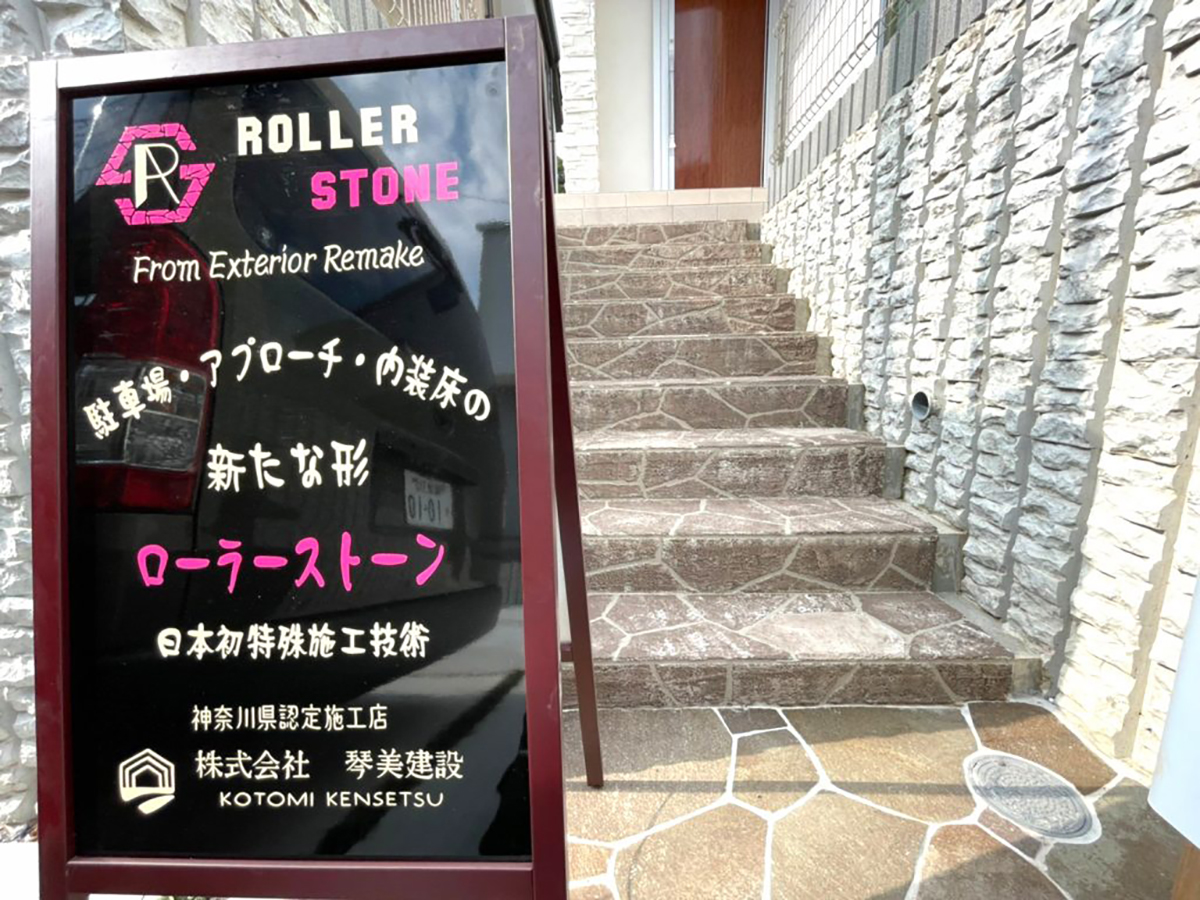 R
ROLLER
STONE
From Exterior Remake
駐車場・アプローチ・内装床の
新たな形
ローラーストーン
日本初特殊施工技術
神奈川県認定施工店
株式会社 琴美建設
KOTOMI KENSETSU
01-01